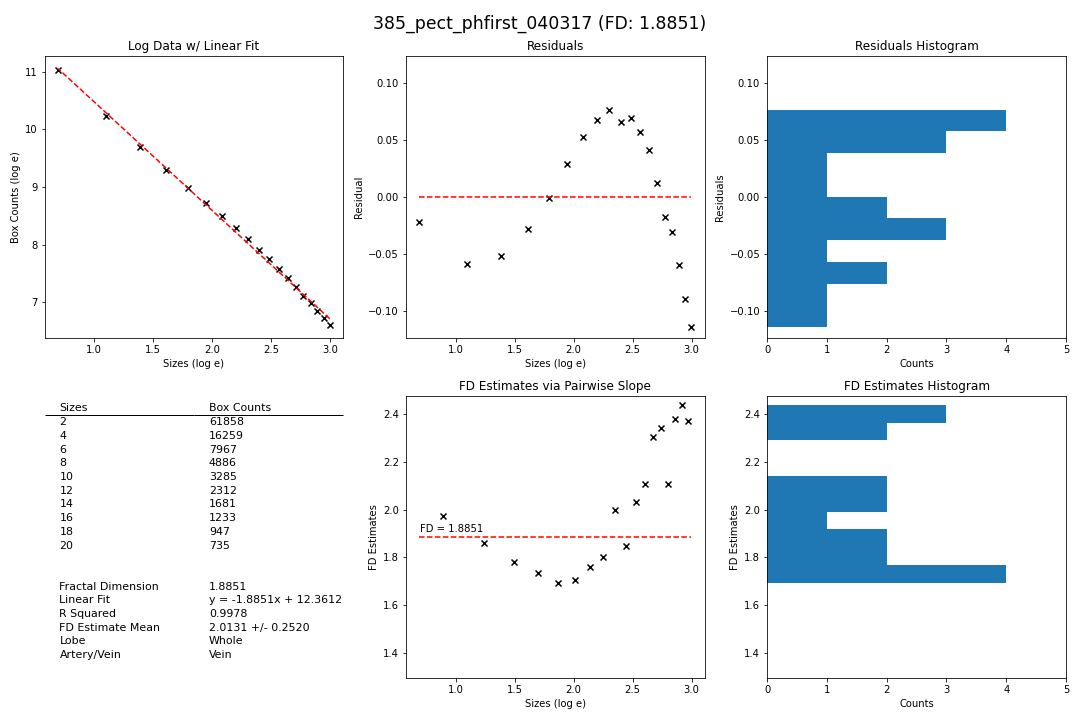 385_pect_phfirst_040317 (FD: 1.8851)
Log Data w/ Linear Fit
Box Counts (log e)
11
10
9
8
7
1.0 1.5 2.0 2.5 3.0
Sizes (log e)
Residuals
Residual
0.10
0.05
0.00
−0.05
−0.10
1.0 1.5 2.0 2.5 3.0
Sizes (log e)
Residuals Histogram
Residuals
0.10
0.05
0.00
−0.05
−0.10
0 1 2 3 4 5
Counts
Sizes Box Counts
2 61858
4 16259
6 7967
8 4886
10 3285
12 2312
14 1681
16 1233
18 947
20 735
Fractal Dimension 1.8851
Linear Fit y = -1.8851x + 12.3612
R Squared 0.9978
FD Estimate Mean 2.0131 +/- 0.2520
Lobe Whole
Artery/Vein Vein
FD Estimates via Pairwise Slope
FD Estimates
2.4
2.2
2.0
1.8
1.6
1.4
FD = 1.8851
1.0 1.5 2.0 2.5 3.0
Sizes (log e)
FD Estimates Histogram
FD Estimates
2.4
2.2
2.0
1.8
1.6
1.4
0 1 2 3 4 5
Counts